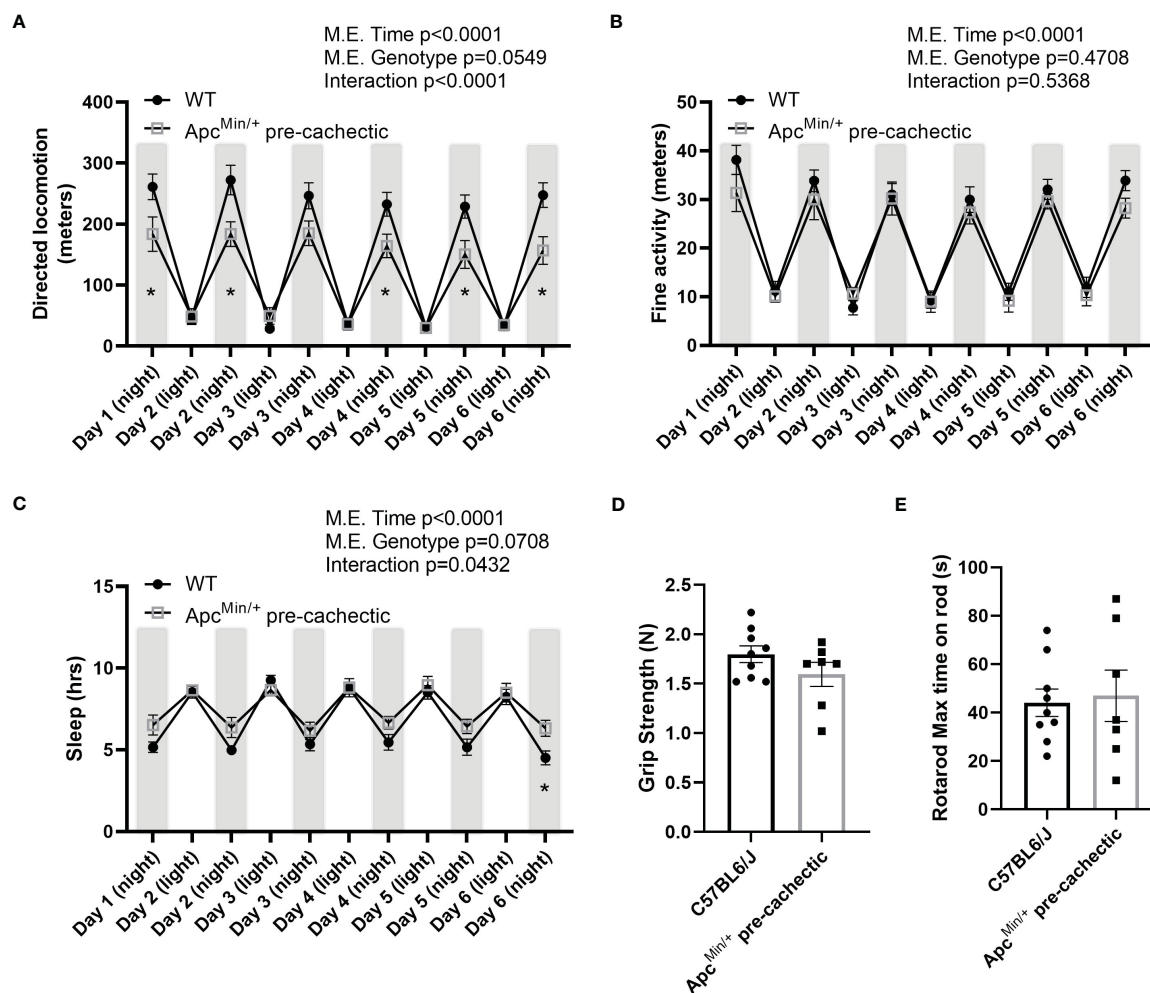 A
M.E. Time p<0.0001
M.E. Genotype p=0.0549
Interaction p<0.0001
WT
Apc^Min/+ pre-cachectic
400
300
200
100
0
Directed locomotion
(meters)
* * * * *
Day 1 (night)
Day 2 (light)
Day 2 (night)
Day 3 (light)
Day 3 (night)
Day 4 (light)
Day 4 (night)
Day 5 (light)
Day 5 (night)
Day 6 (light)
Day 6 (night)
B
M.E. Time p<0.0001
M.E. Genotype p=0.4708
Interaction p=0.5368
WT
Apc^Min/+ pre-cachectic
50
40
30
20
10
0
Fine activity (meters)
Day 1 (night)
Day 2 (light)
Day 2 (night)
Day 3 (light)
Day 3 (night)
Day 4 (light)
Day 4 (night)
Day 5 (light)
Day 5 (night)
Day 6 (light)
Day 6 (night)
C
M.E. Time p<0.0001
M.E. Genotype p=0.0708
Interaction p=0.0432
WT
Apc^Min/+ pre-cachectic
15
10
5
0
Sleep (hrs)
*
Day 1 (night)
Day 2 (light)
Day 2 (night)
Day 3 (light)
Day 3 (night)
Day 4 (light)
Day 4 (night)
Day 5 (light)
Day 5 (night)
Day 6 (light)
Day 6 (night)
D
2.5
2.0
1.5
1.0
0.5
0.0
Grip Strength (N)
C57BL6/J
Apc^Min/+ pre-cachectic
E
100
80
60
40
20
0
Rotarod Max time on rod (s)
C57BL6/J
Apc^Min/+ pre-cachectic